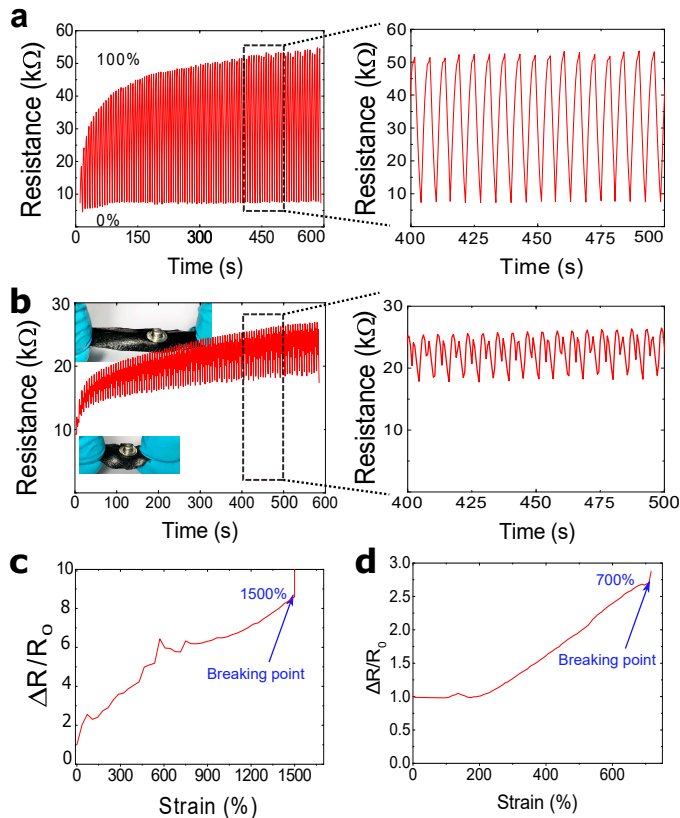 a
Resistance (kΩ)
60
50
40
30
20
10
0
100%
0%
0 150 300 450 600
Time (s)
Resistance (kΩ)
60
50
40
30
20
10
0
400 425 450 475 500
Time (s)
b
Resistance (kΩ)
30
20
10
0
0 100 200 300 400 500 600
Time (s)
Resistance (kΩ)
30
20
10
0
400 425 450 475 500
Time (s)
c
ΔR/Ro
10
8
6
4
2
0
1500%
Breaking point
0 300 600 900 1200 1500
Strain (%)
d
ΔR/R0
3.0
2.5
2.0
1.5
1.0
0.5
0.0
700%
Breaking point
0 200 400 600
Strain (%)